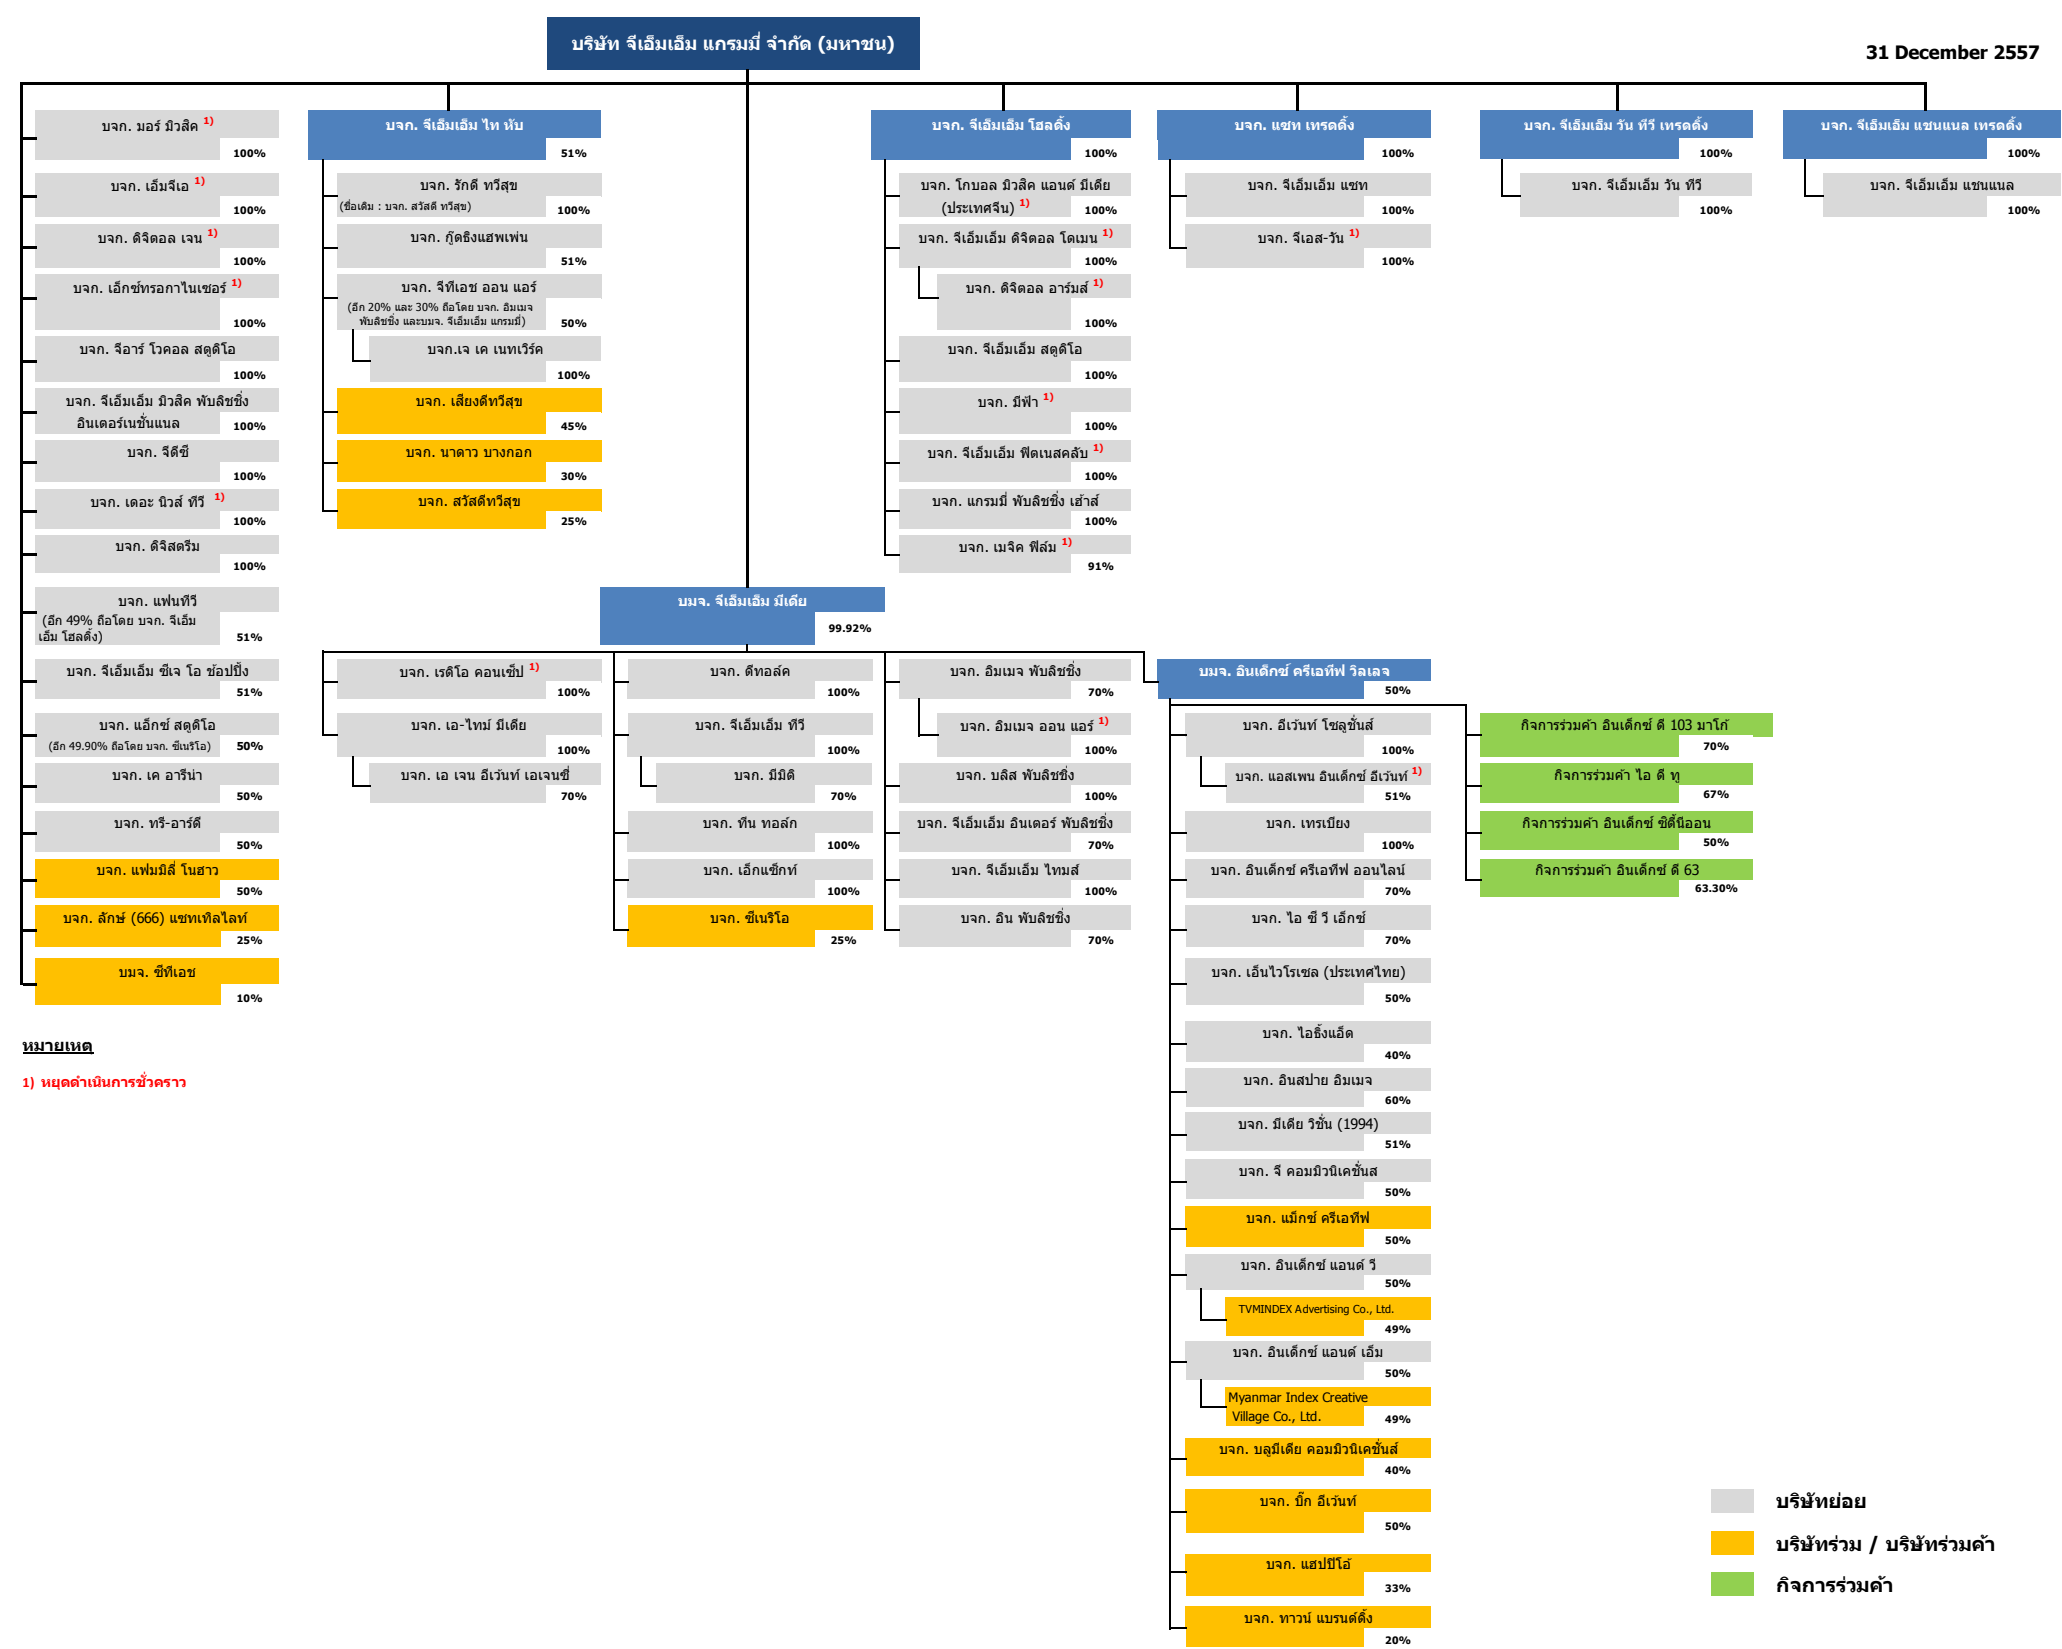 บริษัท จีเอ็มเอ็ม แกรมมี่ จำกัด (มหาชน)
31 December 2557
บจก. มอร์ มิวสิค 1)
100%
บจก. เอ็มจีเอ 1)
100%
บจก. ดิจิตอล เจน 1)
100%
บจก. เอ็กซ์ทรอกาไนเซอร์ 1)
100%
บจก. จีอาร์ โวคอล สตูดิโอ
100%
บจก. จีเอ็มเอ็ม มิวสิค พับลิชชิ่ง
อินเตอร์เนชั่นแนล
100%
บจก. จีดีซี
100%
บจก. เดอะ นิวส์ ทีวี 1)
100%
บจก. ดิจิสตรีม
100%
บจก. แฟนทีวี
(อีก 49% ถือโดย บจก. จีเอ็ม
เอ็ม โฮลดิ้ง)
51%
บจก. จีเอ็มเอ็ม ซีเจ โอ ช้อปปิ้ง
51%
บจก. แอ็กซ์ สตูดิโอ
(อีก 49.90% ถือโดย บจก. ซีเนริโอ)
50%
บจก. เค อารีน่า
50%
บจก. ทรี-อาร์ดี
50%
บจก. แฟมมิลี่ โนฮาว
50%
บจก. ลักษ์ (666) แซทเทิลไลท์
25%
บมจ. ซีทีเอช
10%
บจก. จีเอ็มเอ็ม ไท หับ
51%
บจก. รักดี ทวีสุข
(ชื่อเดิม : บจก. สวัสดี ทวีสุข)
100%
บจก. กู๊ดธิงแฮพเพ่น
51%
บจก. จีทีเอช ออน แอร์
(อีก 20% และ 30% ถือโดย บจก. อิมเมจ
พับลิชชิ่ง และบมจ. จีเอ็มเอ็ม แกรมมี่)
50%
บจก.เจ เค เนทเวิร์ค
100%
บจก. เสียงดีทวีสุข
45%
บจก. นาดาว บางกอก
30%
บจก. สวัสดีทวีสุข
25%
บจก. จีเอ็มเอ็ม โฮลดิ้ง
100%
บจก. โกบอล มิวสิค แอนด์ มีเดีย
(ประเทศจีน) 1)
100%
บจก. จีเอ็มเอ็ม ดิจิตอล โดเมน 1)
100%
บจก. ดิจิตอล อาร์มส์ 1)
100%
บจก. จีเอ็มเอ็ม สตูดิโอ
100%
บจก. มีฟ้า 1)
100%
บจก. จีเอ็มเอ็ม ฟิตเนสคลับ 1)
100%
บจก. แกรมมี่ พับลิชชิ่ง เฮ้าส์
100%
บจก. เมจิค ฟิล์ม 1)
91%
บจก. แซท เทรดดิ้ง
100%
บจก. จีเอ็มเอ็ม แซท
100%
บจก. จีเอส-วัน 1)
100%
บจก. จีเอ็มเอ็ม วัน ทีวี เทรดดิ้ง
100%
บจก. จีเอ็มเอ็ม วัน ทีวี
100%
บจก. จีเอ็มเอ็ม แชนแนล เทรดดิ้ง
100%
บจก. จีเอ็มเอ็ม แชนแนล
100%
บมจ. จีเอ็มเอ็ม มีเดีย
99.92%
บจก. เรดิโอ คอนเซ็ป 1)
100%
บจก. เอ-ไทม์ มีเดีย
100%
บจก. เอ เจน อีเว้นท์ เอเจนซี่
70%
บจก. ดีทอล์ค
100%
บจก. จีเอ็มเอ็ม ทีวี
100%
บจก. มีมิติ
70%
บจก. ทีน ทอล์ก
100%
บจก. เอ็กแซ็กท์
100%
บจก. ซีเนริโอ
25%
บจก. อิมเมจ พับลิชชิ่ง
70%
บจก. อิมเมจ ออน แอร์ 1)
100%
บจก. บลิส พับลิชชิ่ง
100%
บจก. จีเอ็มเอ็ม อินเตอร์ พับลิชชิ่ง
70%
บจก. จีเอ็มเอ็ม ไทมส์
100%
บจก. อิน พับลิชชิ่ง
70%
บมจ. อินเด็กซ์ ครีเอทีฟ วิลเลจ
50%
บจก. อีเว้นท์ โซลูชั่นส์
100%
บจก. แอสเพน อินเด็กซ์ อีเว้นท์ 1)
51%
บจก. เทรเบียง
100%
บจก. อินเด็กซ์ ครีเอทีฟ ออนไลน์
70%
บจก. ไอ ซี วี เอ็กซ์
70%
บจก. เอ็นไวโรเซล (ประเทศไทย)
50%
บจก. ไอธิ้งแอ็ด
40%
บจก. อินสปาย อิมเมจ
60%
บจก. มีเดีย วิชั่น (1994)
51%
บจก. จี คอมมิวนิเคชั่นส
50%
บจก. แม็กซ์ ครีเอทีฟ
50%
บจก. อินเด็กซ์ แอนด์ วี
50%
TVMINDEX Advertising Co., Ltd.
49%
บจก. อินเด็กซ์ แอนด์ เอ็ม
50%
Myanmar Index Creative
Village Co., Ltd.
49%
บจก. บลูมีเดีย คอมมิวนิเคชั่นส์
40%
บจก. บิ๊ก อีเว้นท์
50%
บจก. แฮปปีโอ้
33%
บจก. ทาวน์ แบรนด์ดิ้ง
20%
กิจการร่วมค้า อินเด็กซ์ ดี 103 มาโก้
70%
กิจการร่วมค้า ไอ ดี ทู
67%
กิจการร่วมค้า อินเด็กซ์ ซิตี้นีออน
50%
กิจการร่วมค้า อินเด็กซ์ ดี 63
63.30%
หมายเหตุ
1) หยุดดำเนินการชั่วคราว
บริษัทย่อย
บริษัทร่วม / บริษัทร่วมค้า
กิจการร่วมค้า